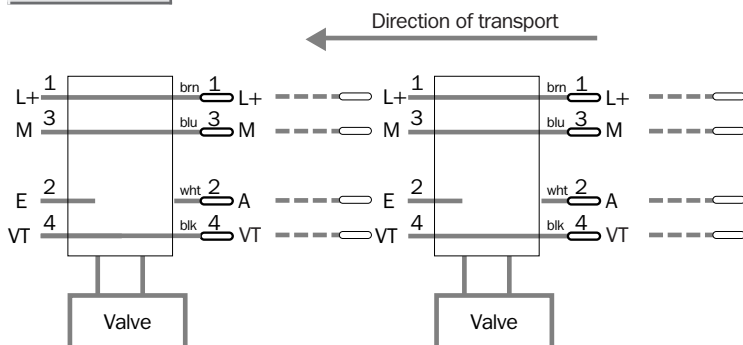 Direction of transport
L+ 1 brn 1 L+ L+ 1 brn 1 L+
M 3 blu 3 M M 3 blu 3 M
E 2 wht 2 A E 2 wht 2 A
VT 4 blk 4 VT VT 4 blk 4 VT
Valve Valve